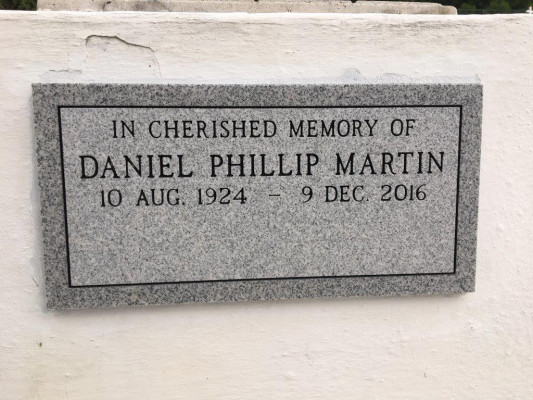 IN CHERISHED MEMORY OF
DANIEL PHILLIP MARTIN
10 AUG. 1924 – 9 DEC. 2016